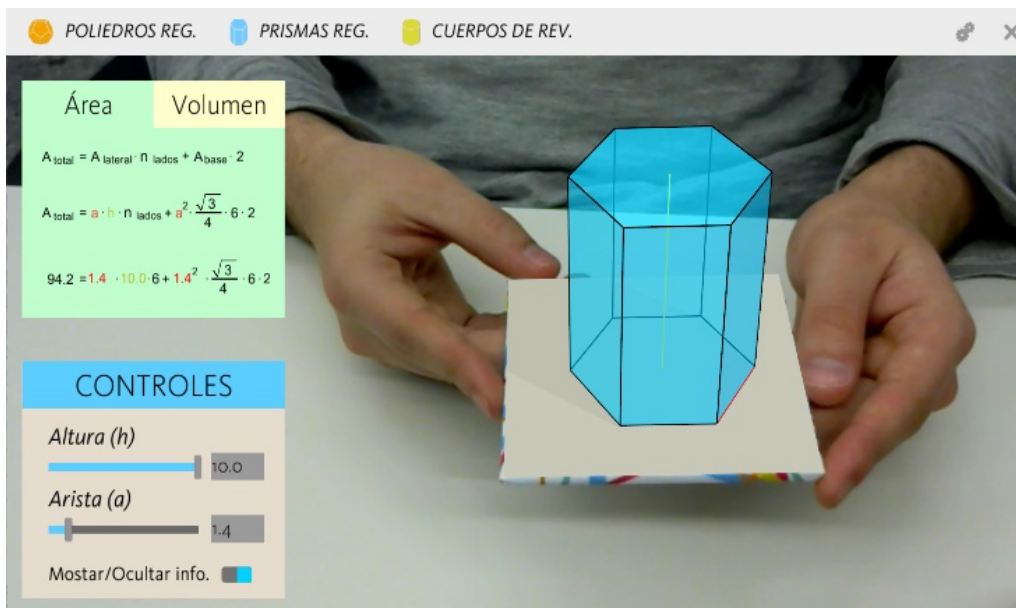 POLIEDROS REG. PRISMAS REG. CUERPOS DE REV.
Área Volumen
A total = A lateral · n lados + A base · 2
A total = a · h · n lados + a² · √3/4 · 6 · 2
94.2 = 1.4 · 10.0 · 6 + 1.4² · √3/4 · 6 · 2
CONTROLES
Altura (h)
10.0
Arista (a)
1.4
Mostar/Ocultar info.